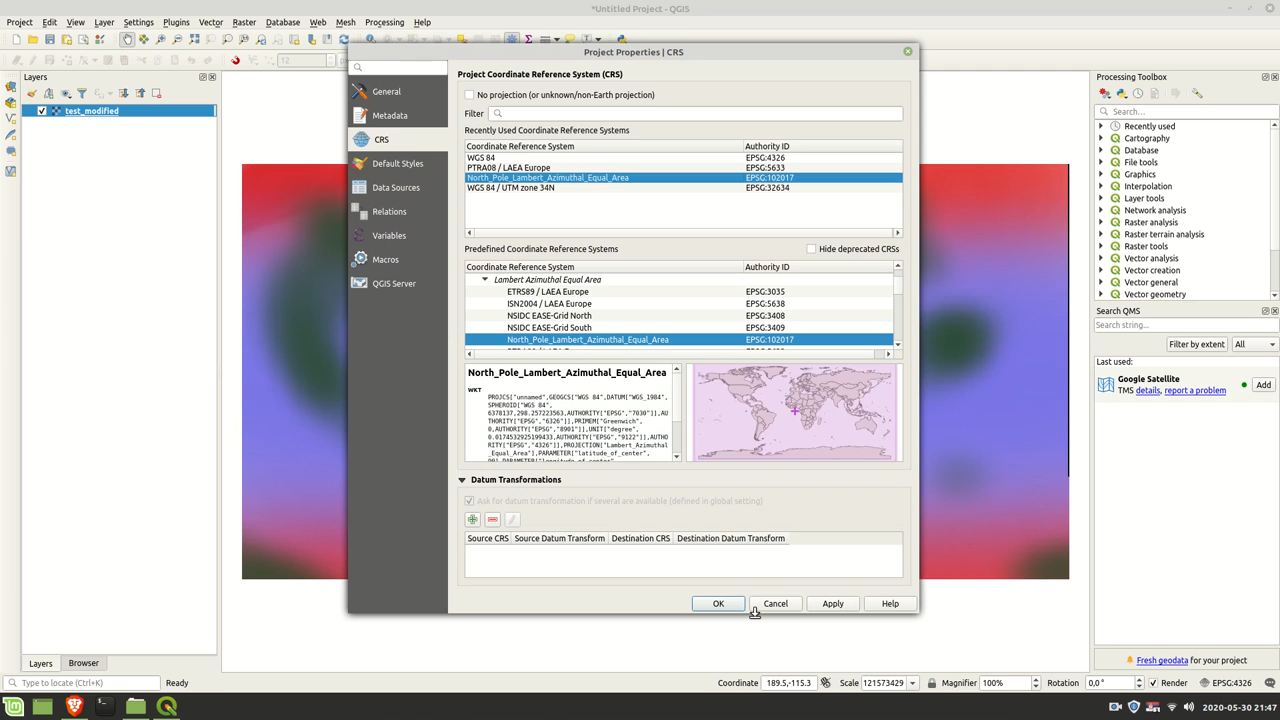 *Untitled Project - QGIS
Project Edit View Layer Settings Plugins Vector Raster Database Web Mesh Processing Help
12
Layers
test_modified
Project Properties | CRS
General
Metadata
CRS
Default Styles
Data Sources
Relations
Variables
Macros
QGIS Server
Project Coordinate Reference System (CRS)
No projection (or unknown/non-Earth projection)
Filter
Recently Used Coordinate Reference Systems
Coordinate Reference System Authority ID
WGS 84 EPSG:4326
PTRA08 / LAEA Europe EPSG:5633
North_Pole_Lambert_Azimuthal_Equal_Area EPSG:102017
WGS 84 / UTM zone 34N EPSG:32634
Predefined Coordinate Reference Systems Hide deprecated CRSs
Coordinate Reference System Authority ID
Lambert Azimuthal Equal Area
ETRS89 / LAEA Europe EPSG:3035
ISN2004 / LAEA Europe EPSG:5638
NSIDC EASE-Grid North EPSG:3408
NSIDC EASE-Grid South EPSG:3409
North_Pole_Lambert_Azimuthal_Equal_Area EPSG:102017
North_Pole_Lambert_Azimuthal_Equal_Area
WKT
PROJCS["unnamed",GEOGCS["WGS 84",DATUM["WGS_1984",
SPHEROID["WGS 84",
6378137,298.257223563,AUTHORITY["EPSG","7030"]],AU
THORITY["EPSG","6326"]],PRIMEM["Greenwich",
0,AUTHORITY["EPSG","8901"]],UNIT["degree",
0.0174532925199433,AUTHORITY["EPSG","9122"]],AUTHO
RITY["EPSG","4326"]],PROJECTION["Lambert_Azimuthal
_Equal_Area"],PARAMETER["latitude_of_center",
90],PARAMETER["longitude_of_center",
Datum Transformations
Ask for datum transformation if several are available (defined in global setting)
Source CRS Source Datum Transform Destination CRS Destination Datum Transform
OK Cancel Apply Help
Processing Toolbox
Search...
Recently used
Cartography
Database
File tools
Graphics
Interpolation
Layer tools
Network analysis
Raster analysis
Raster terrain analysis
Raster tools
Vector analysis
Vector creation
Vector general
Vector geometry
Search QMS
Search string...
Filter by extent All
Last used:
Google Satellite
TMS details, report a problem
Add
Fresh geodata for your project
Layers Browser
Type to locate (Ctrl+K) Ready Coordinate 189.5,-115.3 Scale 121573429 Magnifier 100% Rotation 0,0 ° Render EPSG:4326
2020-05-30 21:47